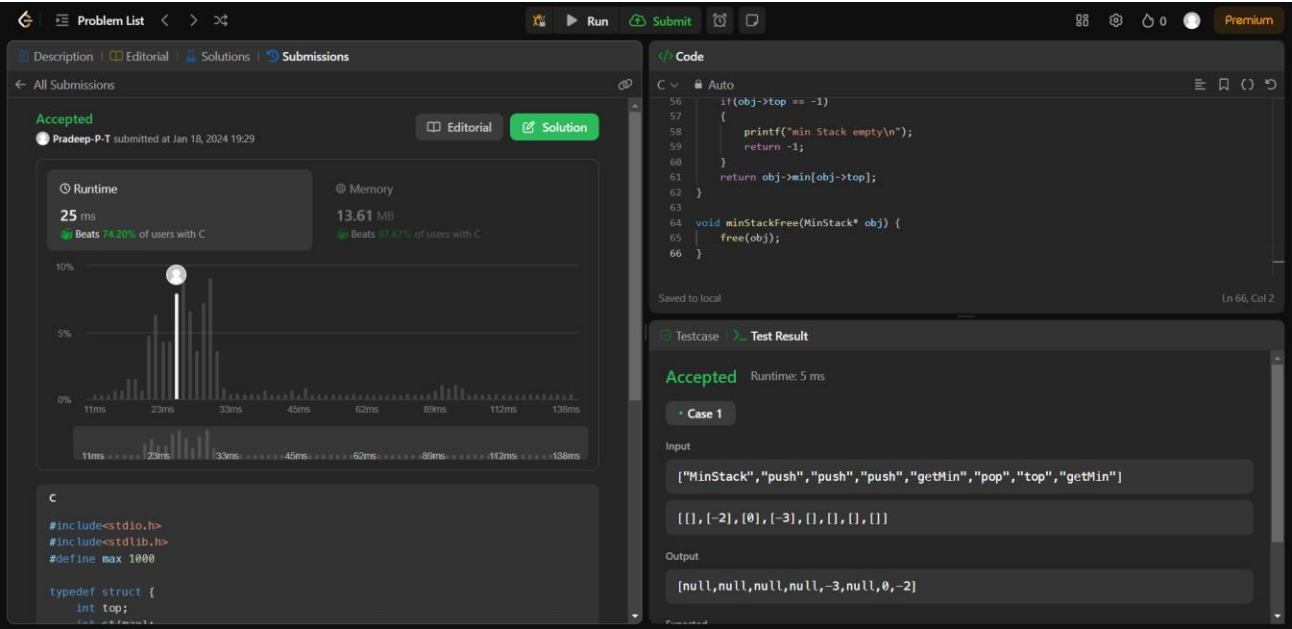 Problem List
Run
Submit
0
Premium
Description | Editorial | Solutions | Submissions
All Submissions
Accepted
Pradeep-P-T submitted at Jan 18, 2024 19:29
Editorial
Solution
Runtime
25 ms
Beats 74.20% of users with C
Memory
13.61 MB
Beats 87.67% of users with C
10%
5%
0%
11ms 23ms 33ms 45ms 62ms 89ms 112ms 138ms
11ms 23ms 33ms 45ms 62ms 89ms 112ms 138ms
C
#include<stdio.h>
#include<stdlib.h>
#define max 1000
typedef struct {
int top;
int st[max];
</> Code
C Auto
56 if(obj->top == -1)
57 {
58 printf("min Stack empty\n");
59 return -1;
60 }
61 return obj->min[obj->top];
62 }
63
64 void minStackFree(MinStack* obj) {
65 free(obj);
66 }
Saved to local
Ln 66, Col 2
Testcase | >_ Test Result
Accepted Runtime: 5 ms
• Case 1
Input
["MinStack","push","push","push","getMin","pop","top","getMin"]
[[],[-2],[0],[-3],[],[],[],[]]
Output
[null,null,null,null,-3,null,0,-2]
Expected